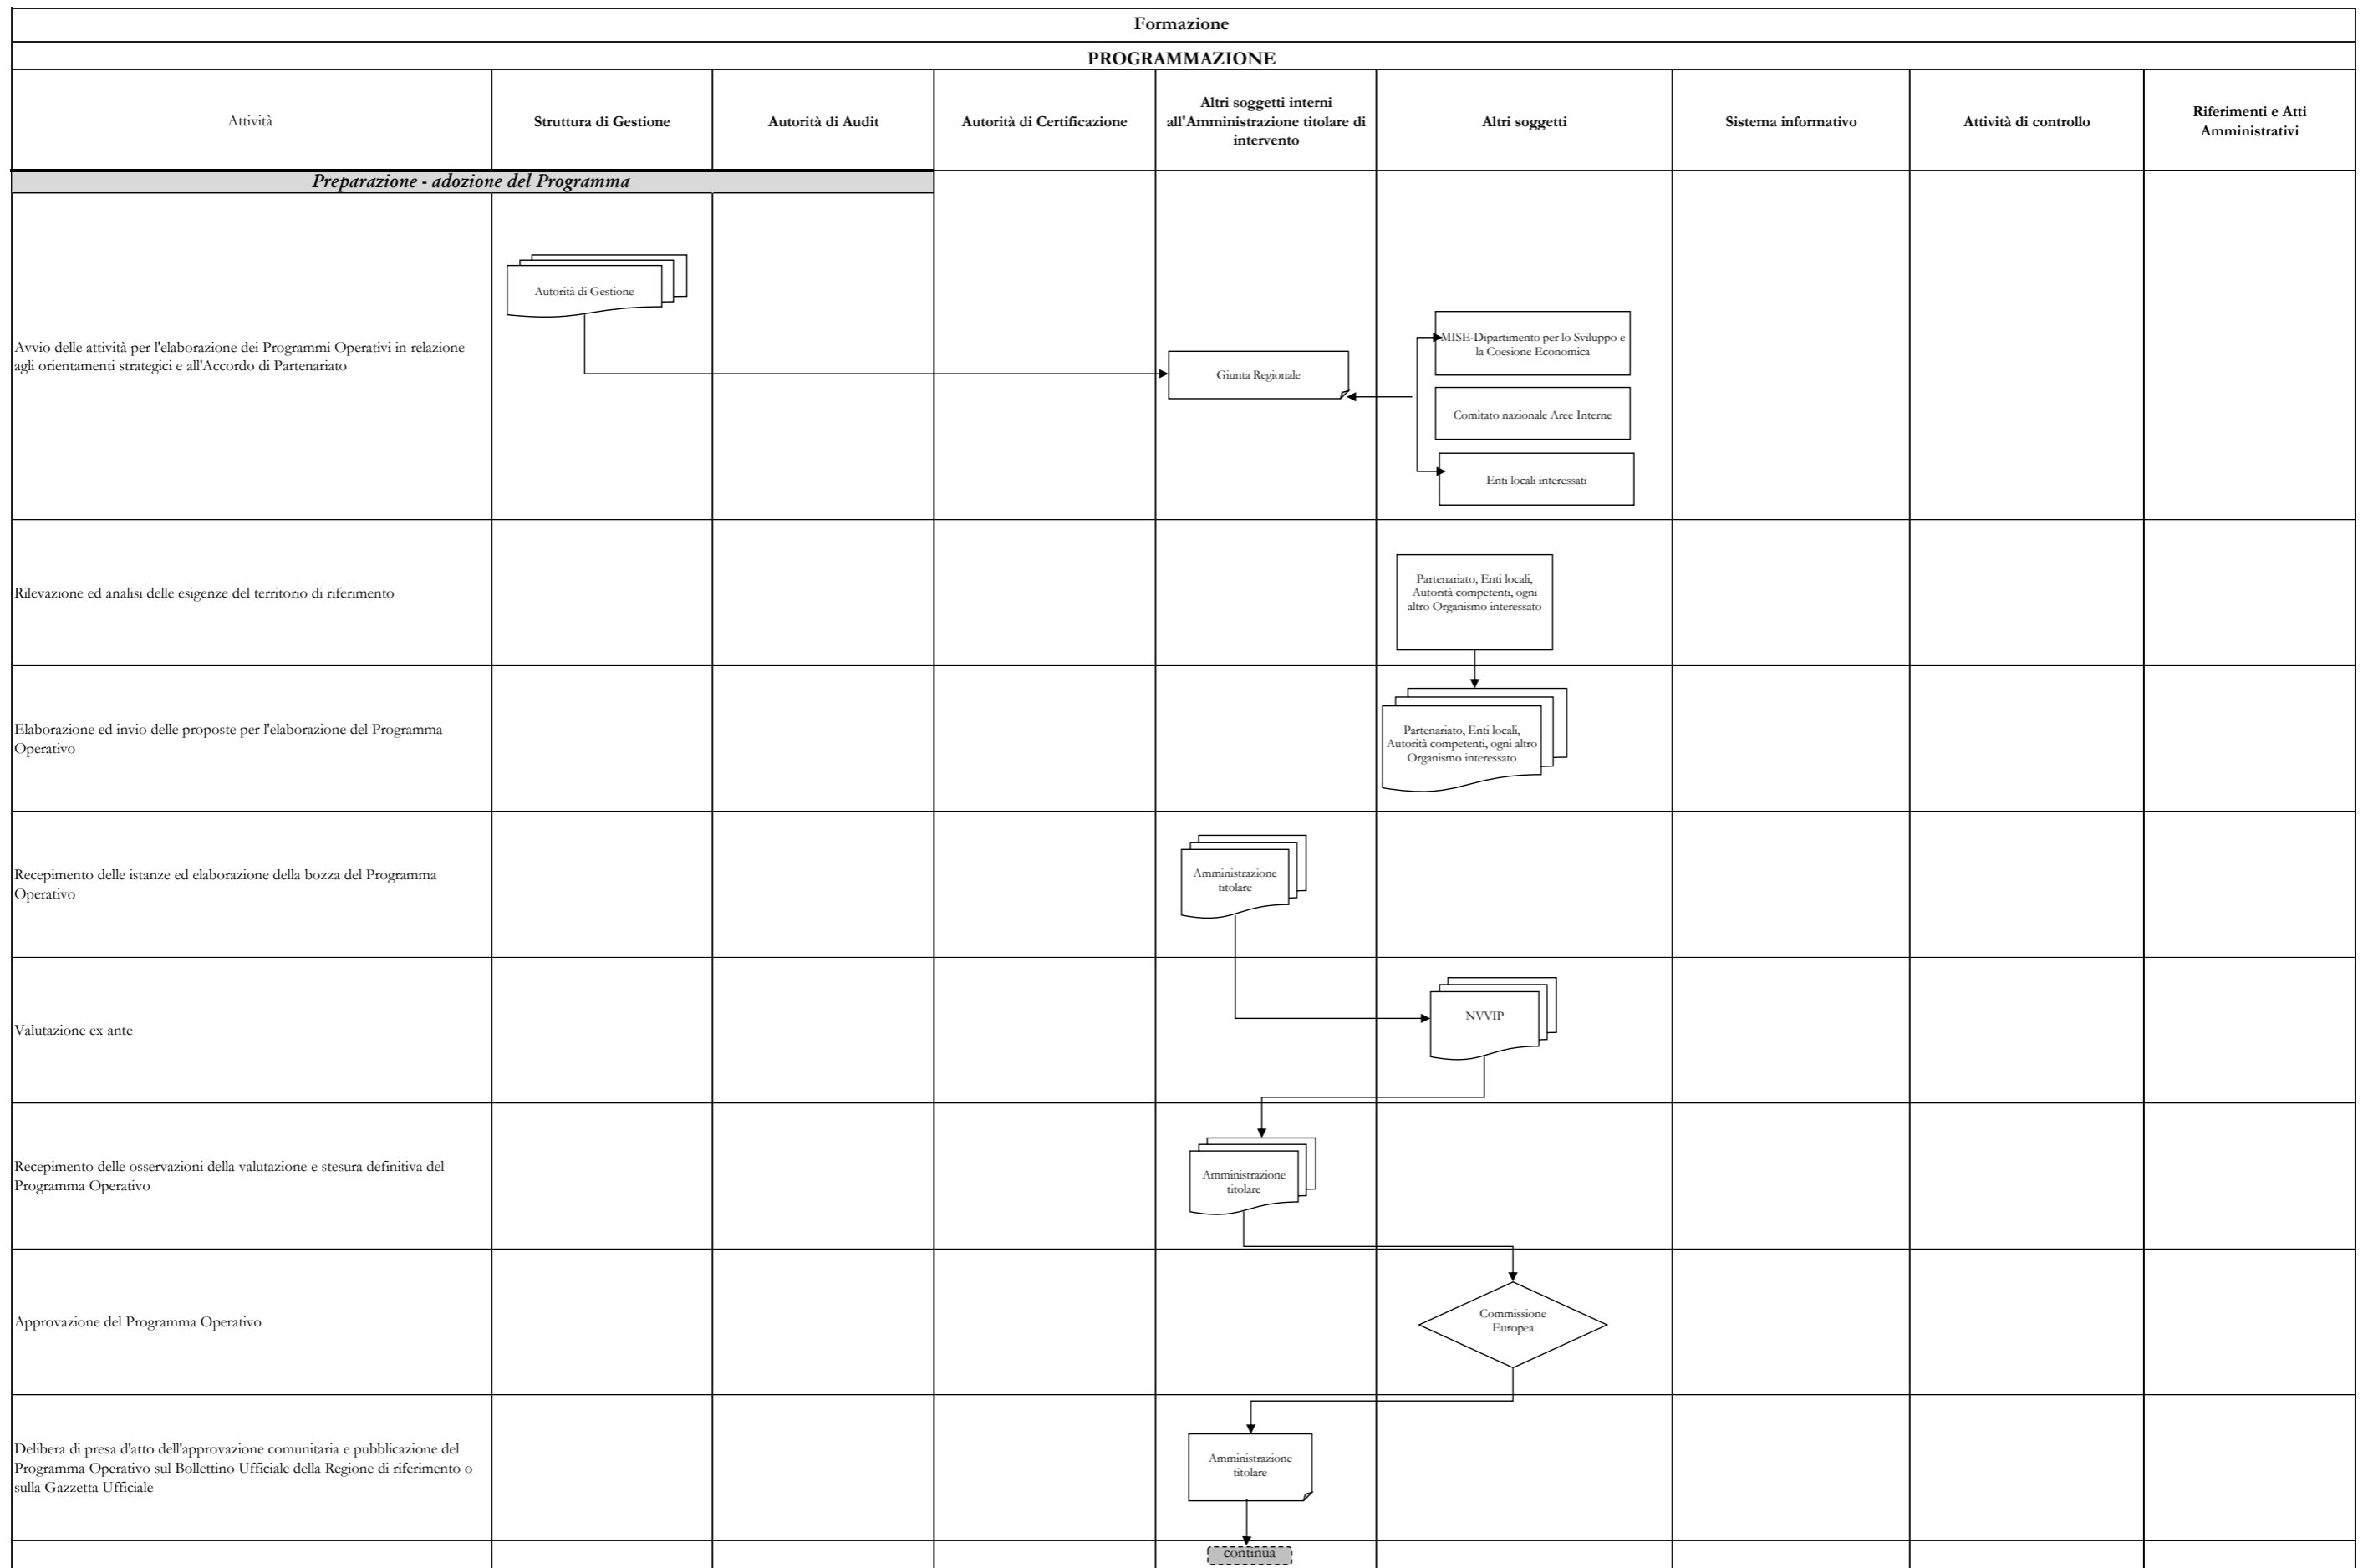 Formazione
PROGRAMMAZIONE
Attività
Struttura di Gestione
Autorità di Audit
Autorità di Certificazione
Altri soggetti interni
all'Amministrazione titolare di
intervento
Altri soggetti
Sistema informativo
Attività di controllo
Riferimenti e Atti
Amministrativi
Preparazione - adozione del Programma
Avvio delle attività per l'elaborazione dei Programmi Operativi in relazione
agli orientamenti strategici e all'Accordo di Partenariato
Autorità di Gestione
Giunta Regionale
MISE-Dipartimento per lo Sviluppo e
la Coesione Economica
Comitato nazionale Aree Interne
Enti locali interessati
Rilevazione ed analisi delle esigenze del territorio di riferimento
Partenariato, Enti locali,
Autorità competenti, ogni
altro Organismo interessato
Elaborazione ed invio delle proposte per l'elaborazione del Programma
Operativo
Partenariato, Enti locali,
Autorità competenti, ogni altro
Organismo interessato
Recepimento delle istanze ed elaborazione della bozza del Programma
Operativo
Amministrazione
titolare
Valutazione ex ante
NVVIP
Recepimento delle osservazioni della valutazione e stesura definitiva del
Programma Operativo
Amministrazione
titolare
Approvazione del Programma Operativo
Commissione
Europea
Delibera di presa d'atto dell'approvazione comunitaria e pubblicazione del
Programma Operativo sul Bollettino Ufficiale della Regione di riferimento o
sulla Gazzetta Ufficiale
Amministrazione
titolare
continua